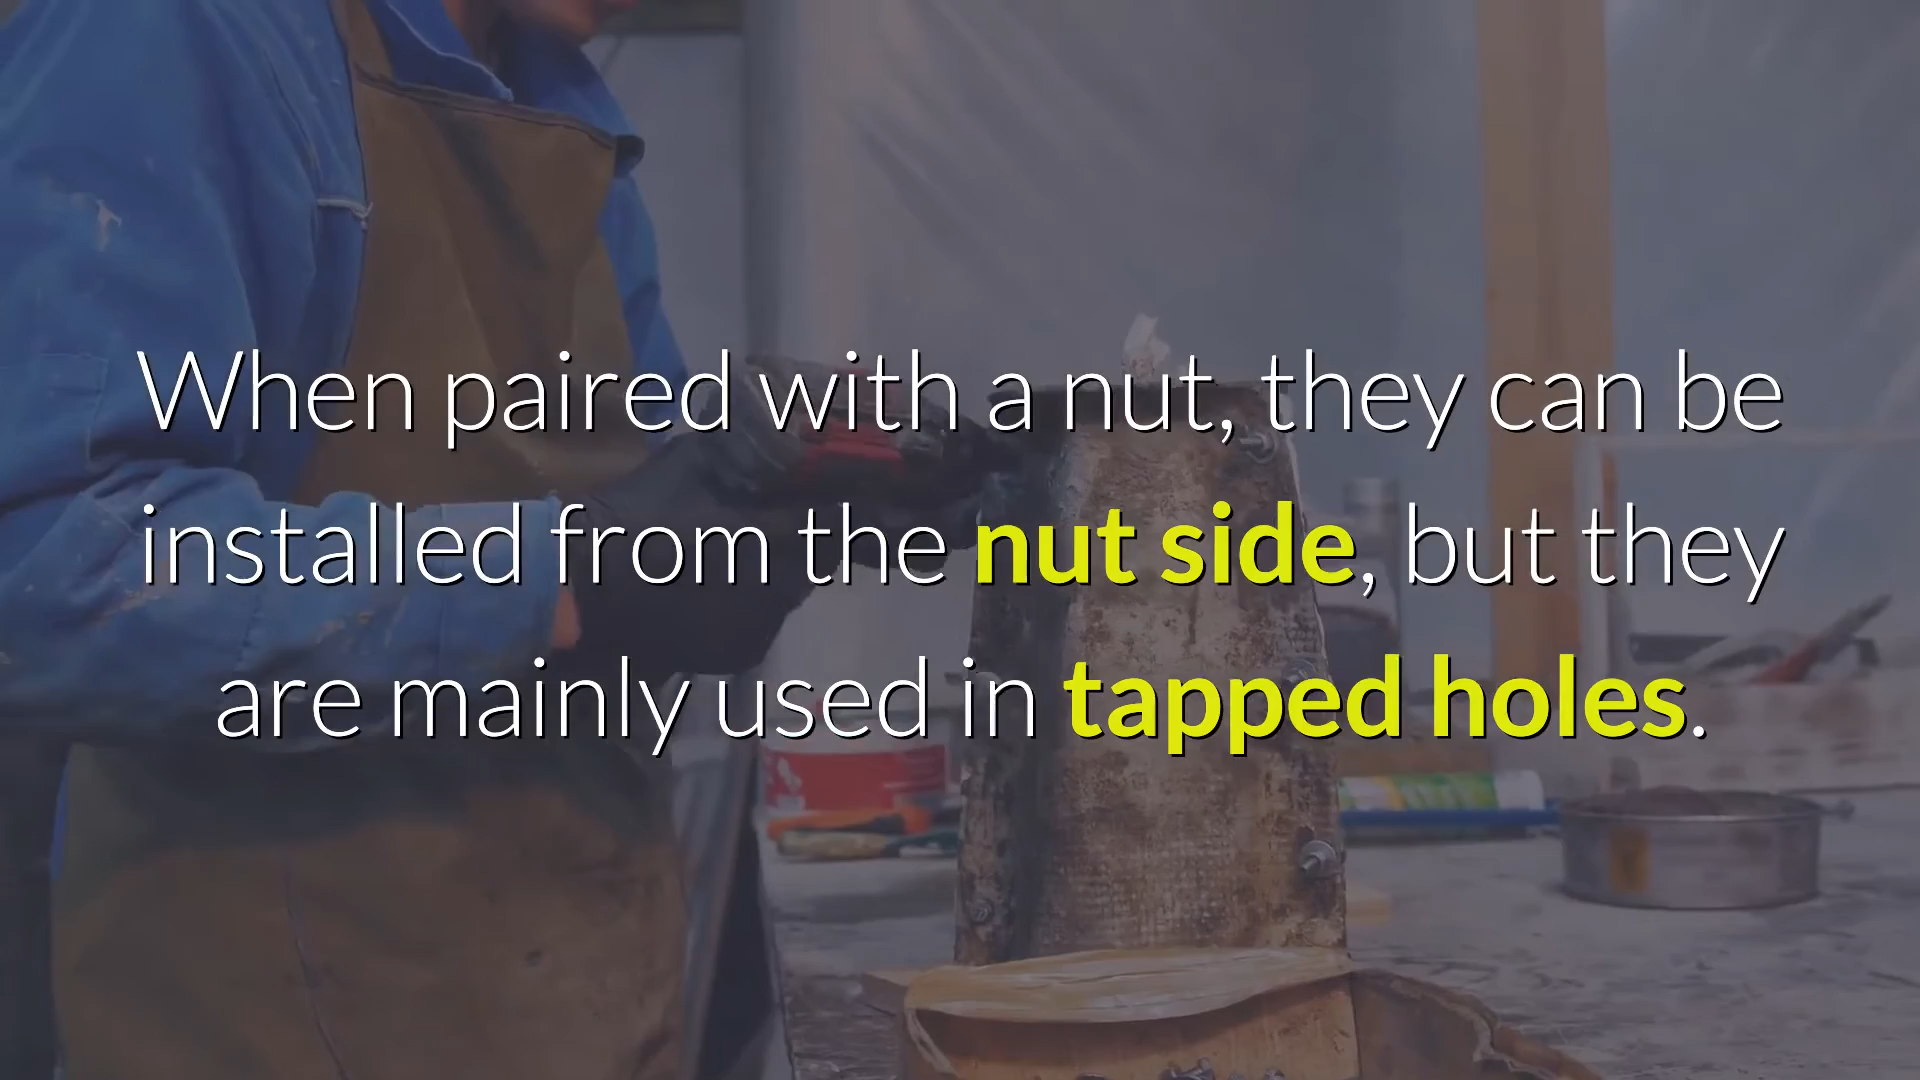 When paired with a nut, they can be
installed from the nut side, but they
are mainly used in tapped holes.